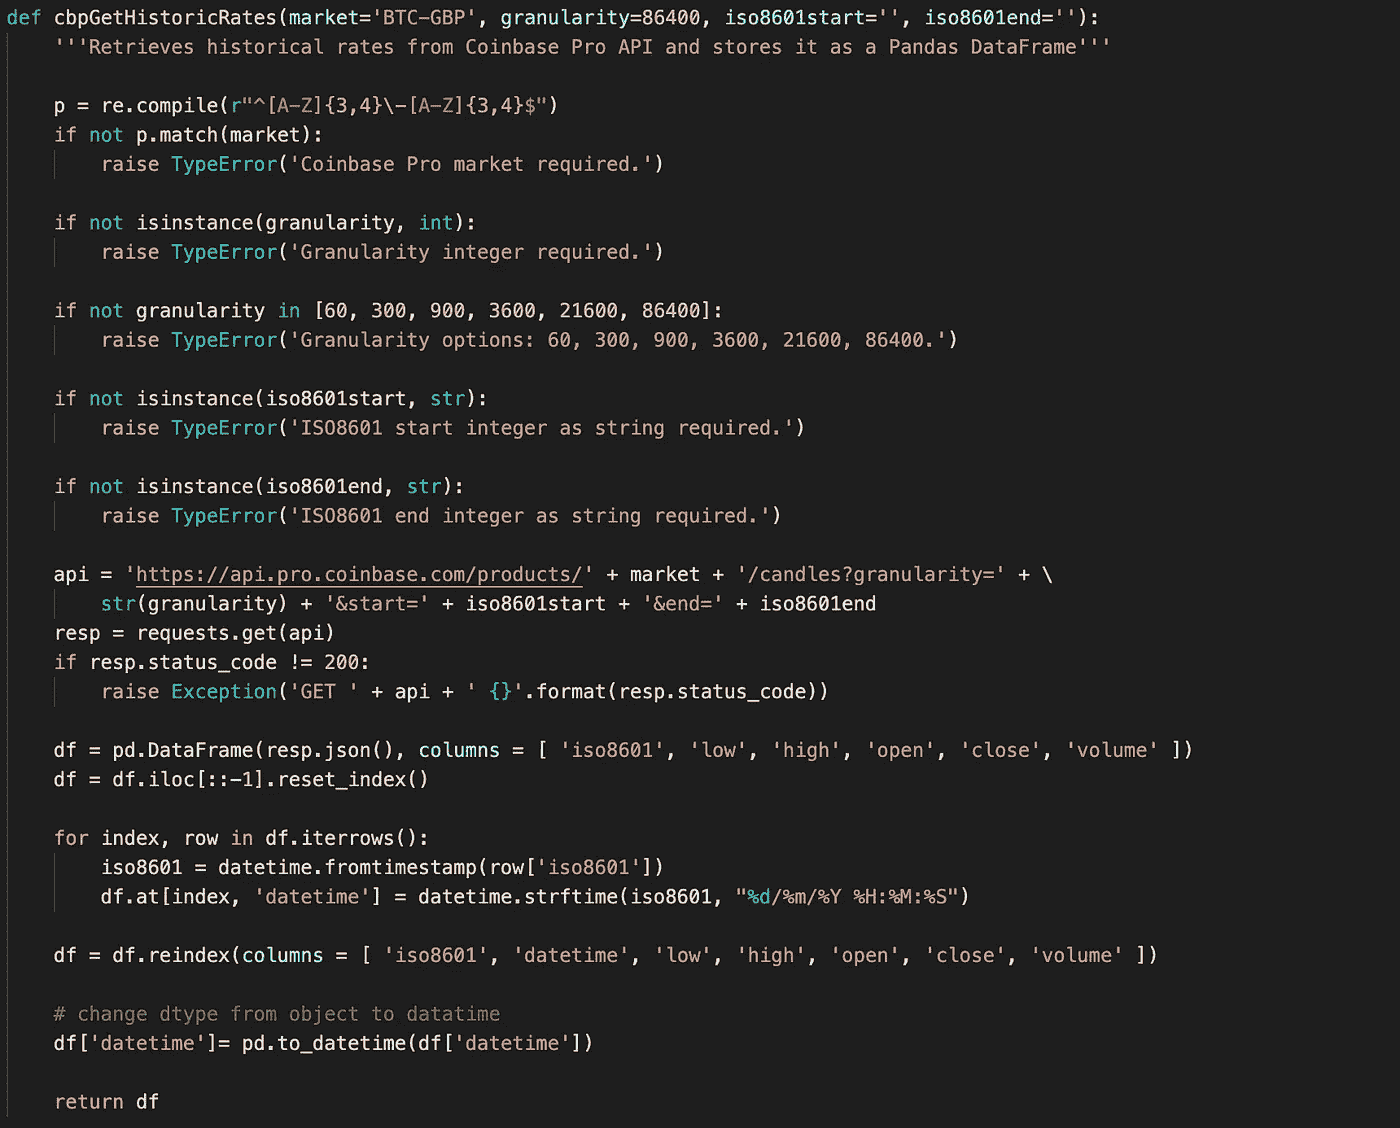 def cbpGetHistoricRates(market='BTC-GBP', granularity=86400, iso8601start='', iso8601end=''):
    '''Retrieves historical rates from Coinbase Pro API and stores it as a Pandas DataFrame'''

    p = re.compile(r"^[A-Z]{3,4}\-[A-Z]{3,4}$")
    if not p.match(market):
        raise TypeError('Coinbase Pro market required.')

    if not isinstance(granularity, int):
        raise TypeError('Granularity integer required.')

    if not granularity in [60, 300, 900, 3600, 21600, 86400]:
        raise TypeError('Granularity options: 60, 300, 900, 3600, 21600, 86400.')

    if not isinstance(iso8601start, str):
        raise TypeError('ISO8601 start integer as string required.')

    if not isinstance(iso8601end, str):
        raise TypeError('ISO8601 end integer as string required.')

    api = 'https://api.pro.coinbase.com/products/' + market + '/candles?granularity=' + \
        str(granularity) + '&start=' + iso8601start + '&end=' + iso8601end
    resp = requests.get(api)
    if resp.status_code != 200:
        raise Exception('GET ' + api + ' {}'.format(resp.status_code))

    df = pd.DataFrame(resp.json(), columns = [ 'iso8601', 'low', 'high', 'open', 'close', 'volume' ])
    df = df.iloc[::-1].reset_index()

    for index, row in df.iterrows():
        iso8601 = datetime.fromtimestamp(row['iso8601'])
        df.at[index, 'datetime'] = datetime.strftime(iso8601, "%d/%m/%Y %H:%M:%S")

    df = df.reindex(columns = [ 'iso8601', 'datetime', 'low', 'high', 'open', 'close', 'volume' ])

    # change dtype from object to datatime
    df['datetime']= pd.to_datetime(df['datetime'])

    return df